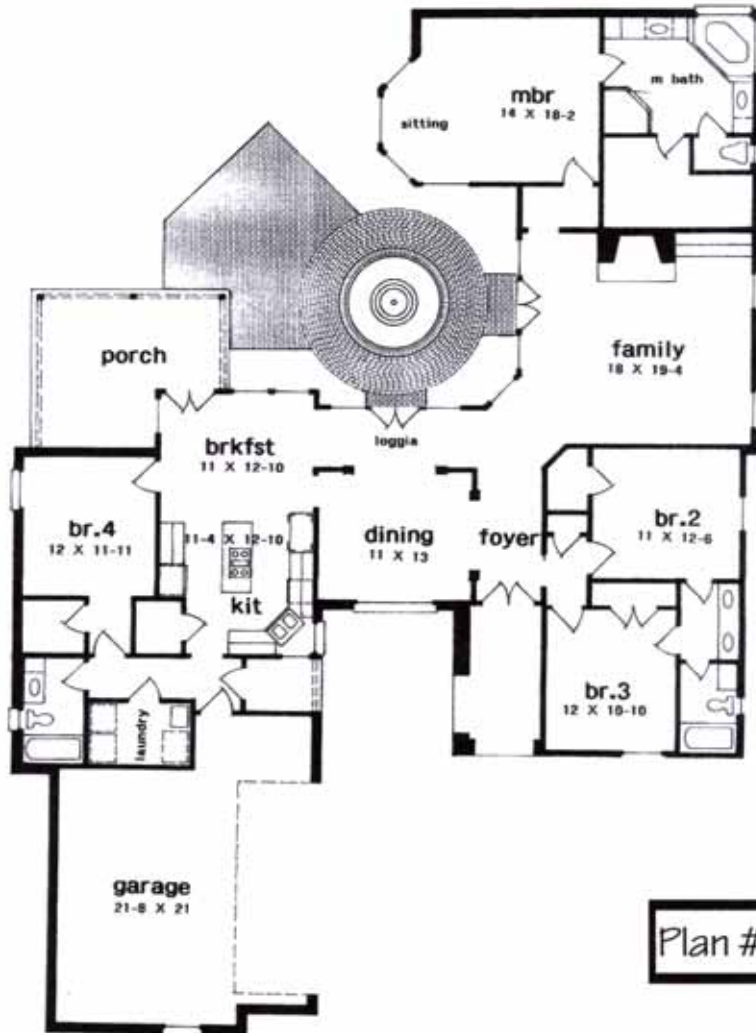 mbr
14 X 18-2
sitting
m bath
porch
family
18 X 19-4
loggia
brkfst
11 X 12-10
br.4
12 X 11-11
11-4 X 12-10
kit
dining
11 X 13
foyer
br.2
11 X 12-6
br.3
12 X 10-10
laundry
garage
21-8 X 21
Plan #